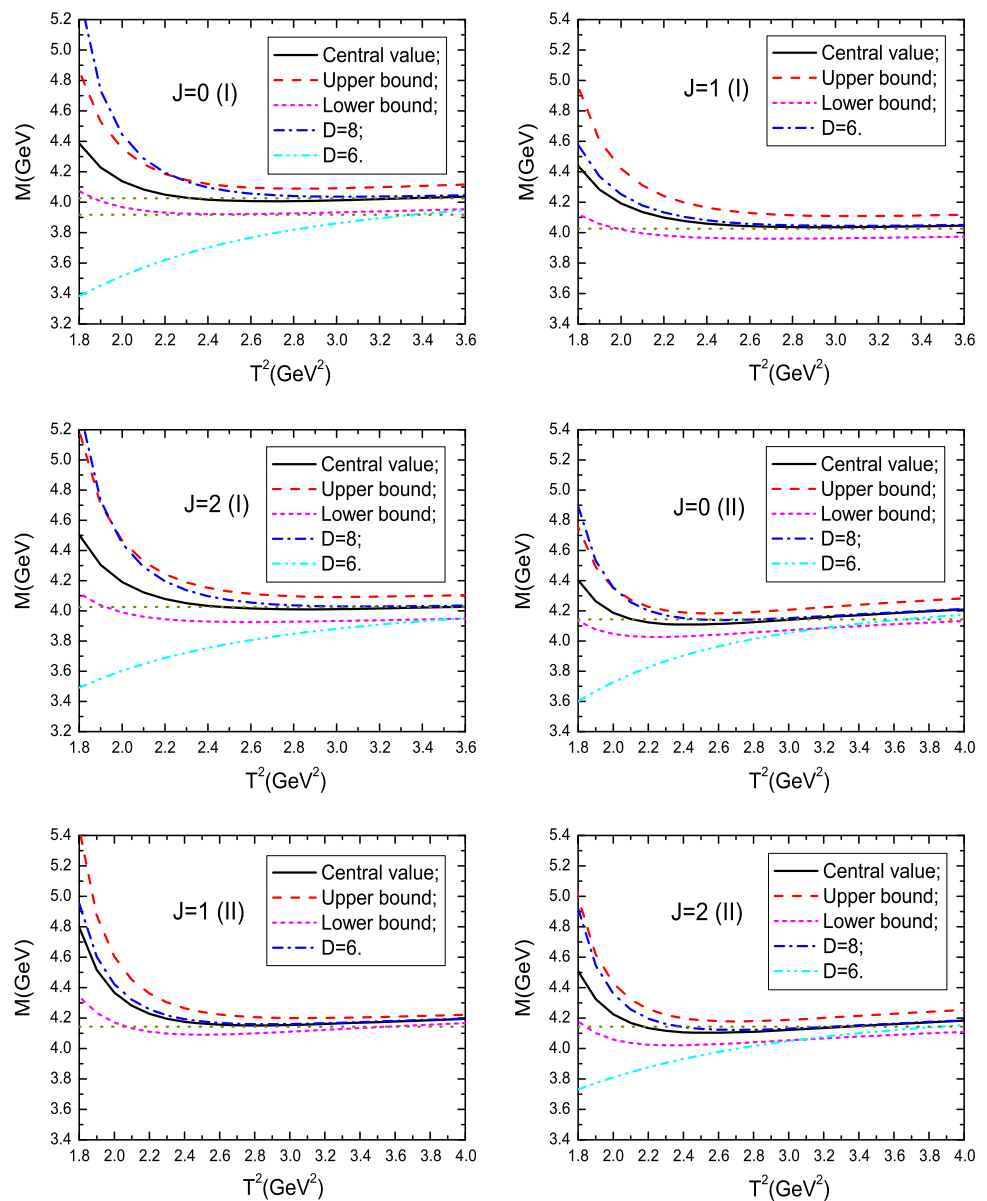 5.2
5.0
4.8
4.6
4.4
4.2
4.0
3.8
3.6
3.4
3.2
M(GeV)
J=0 (I)
Central value;
Upper bound;
Lower bound;
D=8;
D=6.
1.8 2.0 2.2 2.4 2.6 2.8 3.0 3.2 3.4 3.6
T²(GeV²)
5.4
5.2
5.0
4.8
4.6
4.4
4.2
4.0
3.8
3.6
3.4
M(GeV)
J=1 (I)
Central value;
Upper bound;
Lower bound;
D=6.
1.8 2.0 2.2 2.4 2.6 2.8 3.0 3.2 3.4 3.6
T²(GeV²)
5.2
5.0
4.8
4.6
4.4
4.2
4.0
3.8
3.6
3.4
3.2
M(GeV)
J=2 (I)
Central value;
Upper bound;
Lower bound;
D=8;
D=6.
1.8 2.0 2.2 2.4 2.6 2.8 3.0 3.2 3.4 3.6
T²(GeV²)
5.4
5.2
5.0
4.8
4.6
4.4
4.2
4.0
3.8
3.6
3.4
M(GeV)
J=0 (II)
Central value;
Upper bound;
Lower bound;
D=8;
D=6.
1.8 2.0 2.2 2.4 2.6 2.8 3.0 3.2 3.4 3.6 3.8 4.0
T²(GeV²)
5.4
5.2
5.0
4.8
4.6
4.4
4.2
4.0
3.8
3.6
3.4
M(GeV)
J=1 (II)
Central value;
Upper bound;
Lower bound;
D=6.
1.8 2.0 2.2 2.4 2.6 2.8 3.0 3.2 3.4 3.6 3.8 4.0
T²(GeV²)
5.4
5.2
5.0
4.8
4.6
4.4
4.2
4.0
3.8
3.6
3.4
M(GeV)
J=2 (II)
Central value;
Upper bound;
Lower bound;
D=8;
D=6.
1.8 2.0 2.2 2.4 2.6 2.8 3.0 3.2 3.4 3.6 3.8 4.0
T²(GeV²)